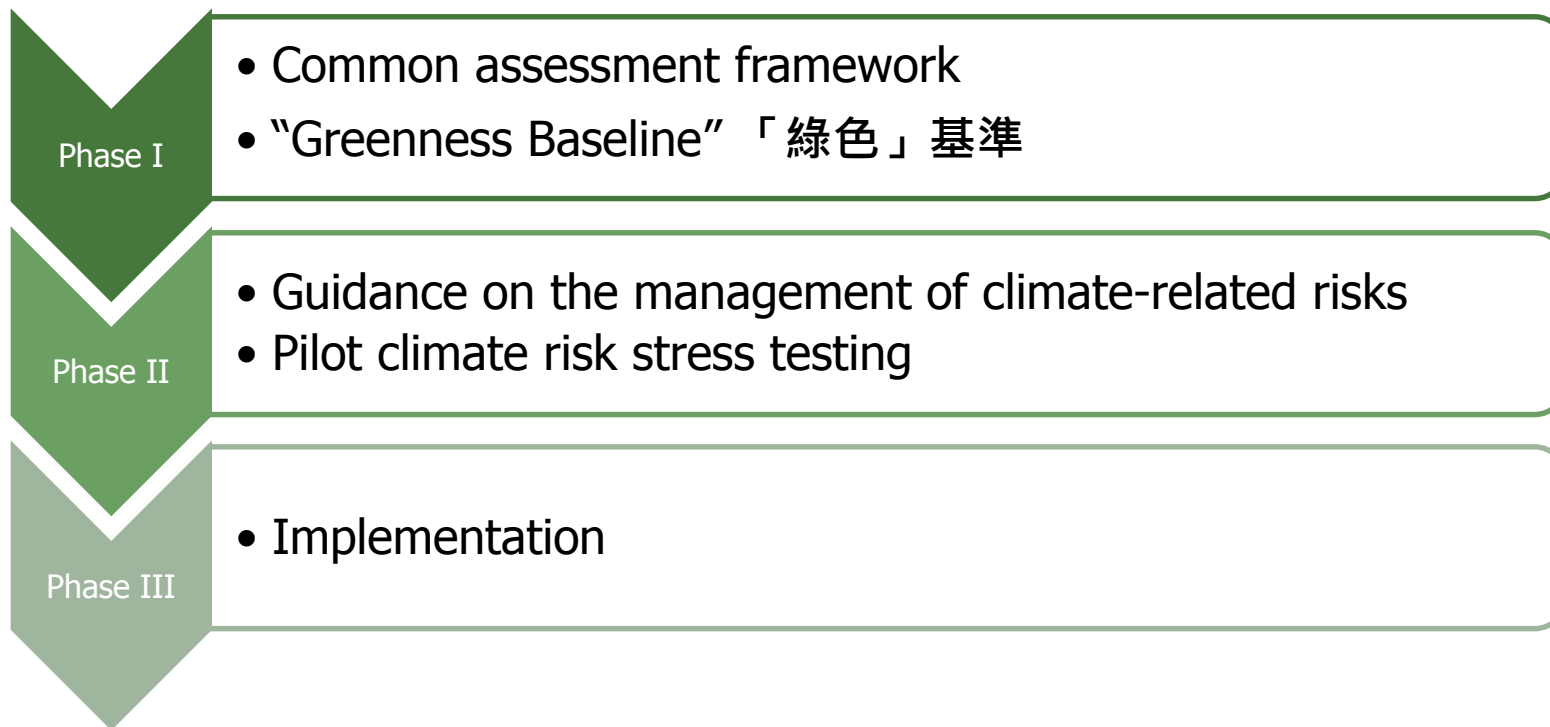 Phase I
• Common assessment framework
• “Greenness Baseline” 「綠色」基準
Phase II
• Guidance on the management of climate-related risks
• Pilot climate risk stress testing
Phase III
• Implementation